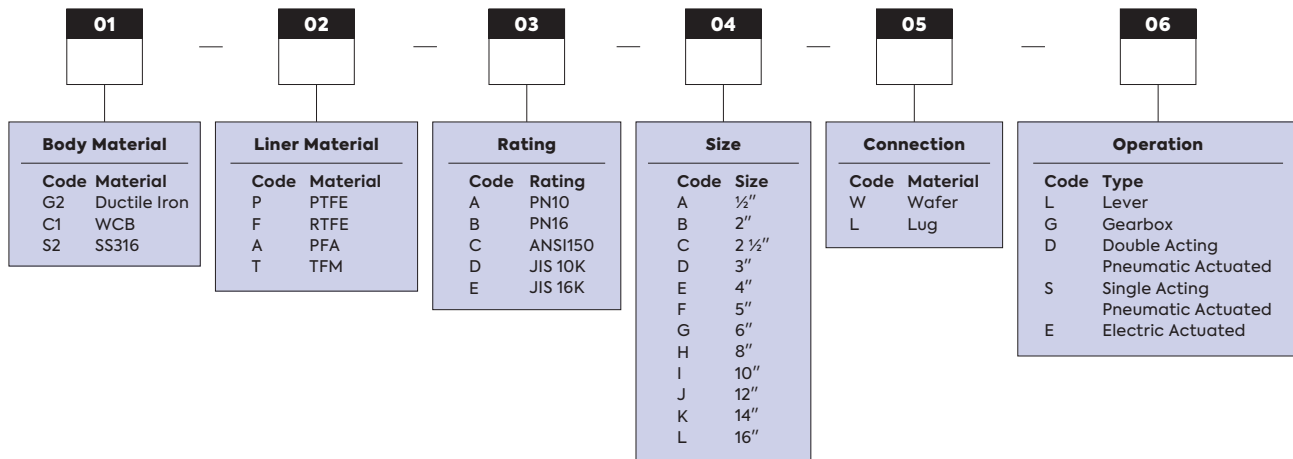 01 — 02 — 03 — 04 — 05 — 06
Body Material
Code Material
G2 Ductile Iron
C1 WCB
S2 SS316
Liner Material
Code Material
P PTFE
F RTFE
A PFA
T TFM
Rating
Code Rating
A PN10
B PN16
C ANSI150
D JIS 10K
E JIS 16K
Size
Code Size
A ½"
B 2"
C 2 ½"
D 3"
E 4"
F 5"
G 6"
H 8"
I 10"
J 12"
K 14"
L 16"
Connection
Code Material
W Wafer
L Lug
Operation
Code Type
L Lever
G Gearbox
D Double Acting
Pneumatic Actuated
S Single Acting
Pneumatic Actuated
E Electric Actuated